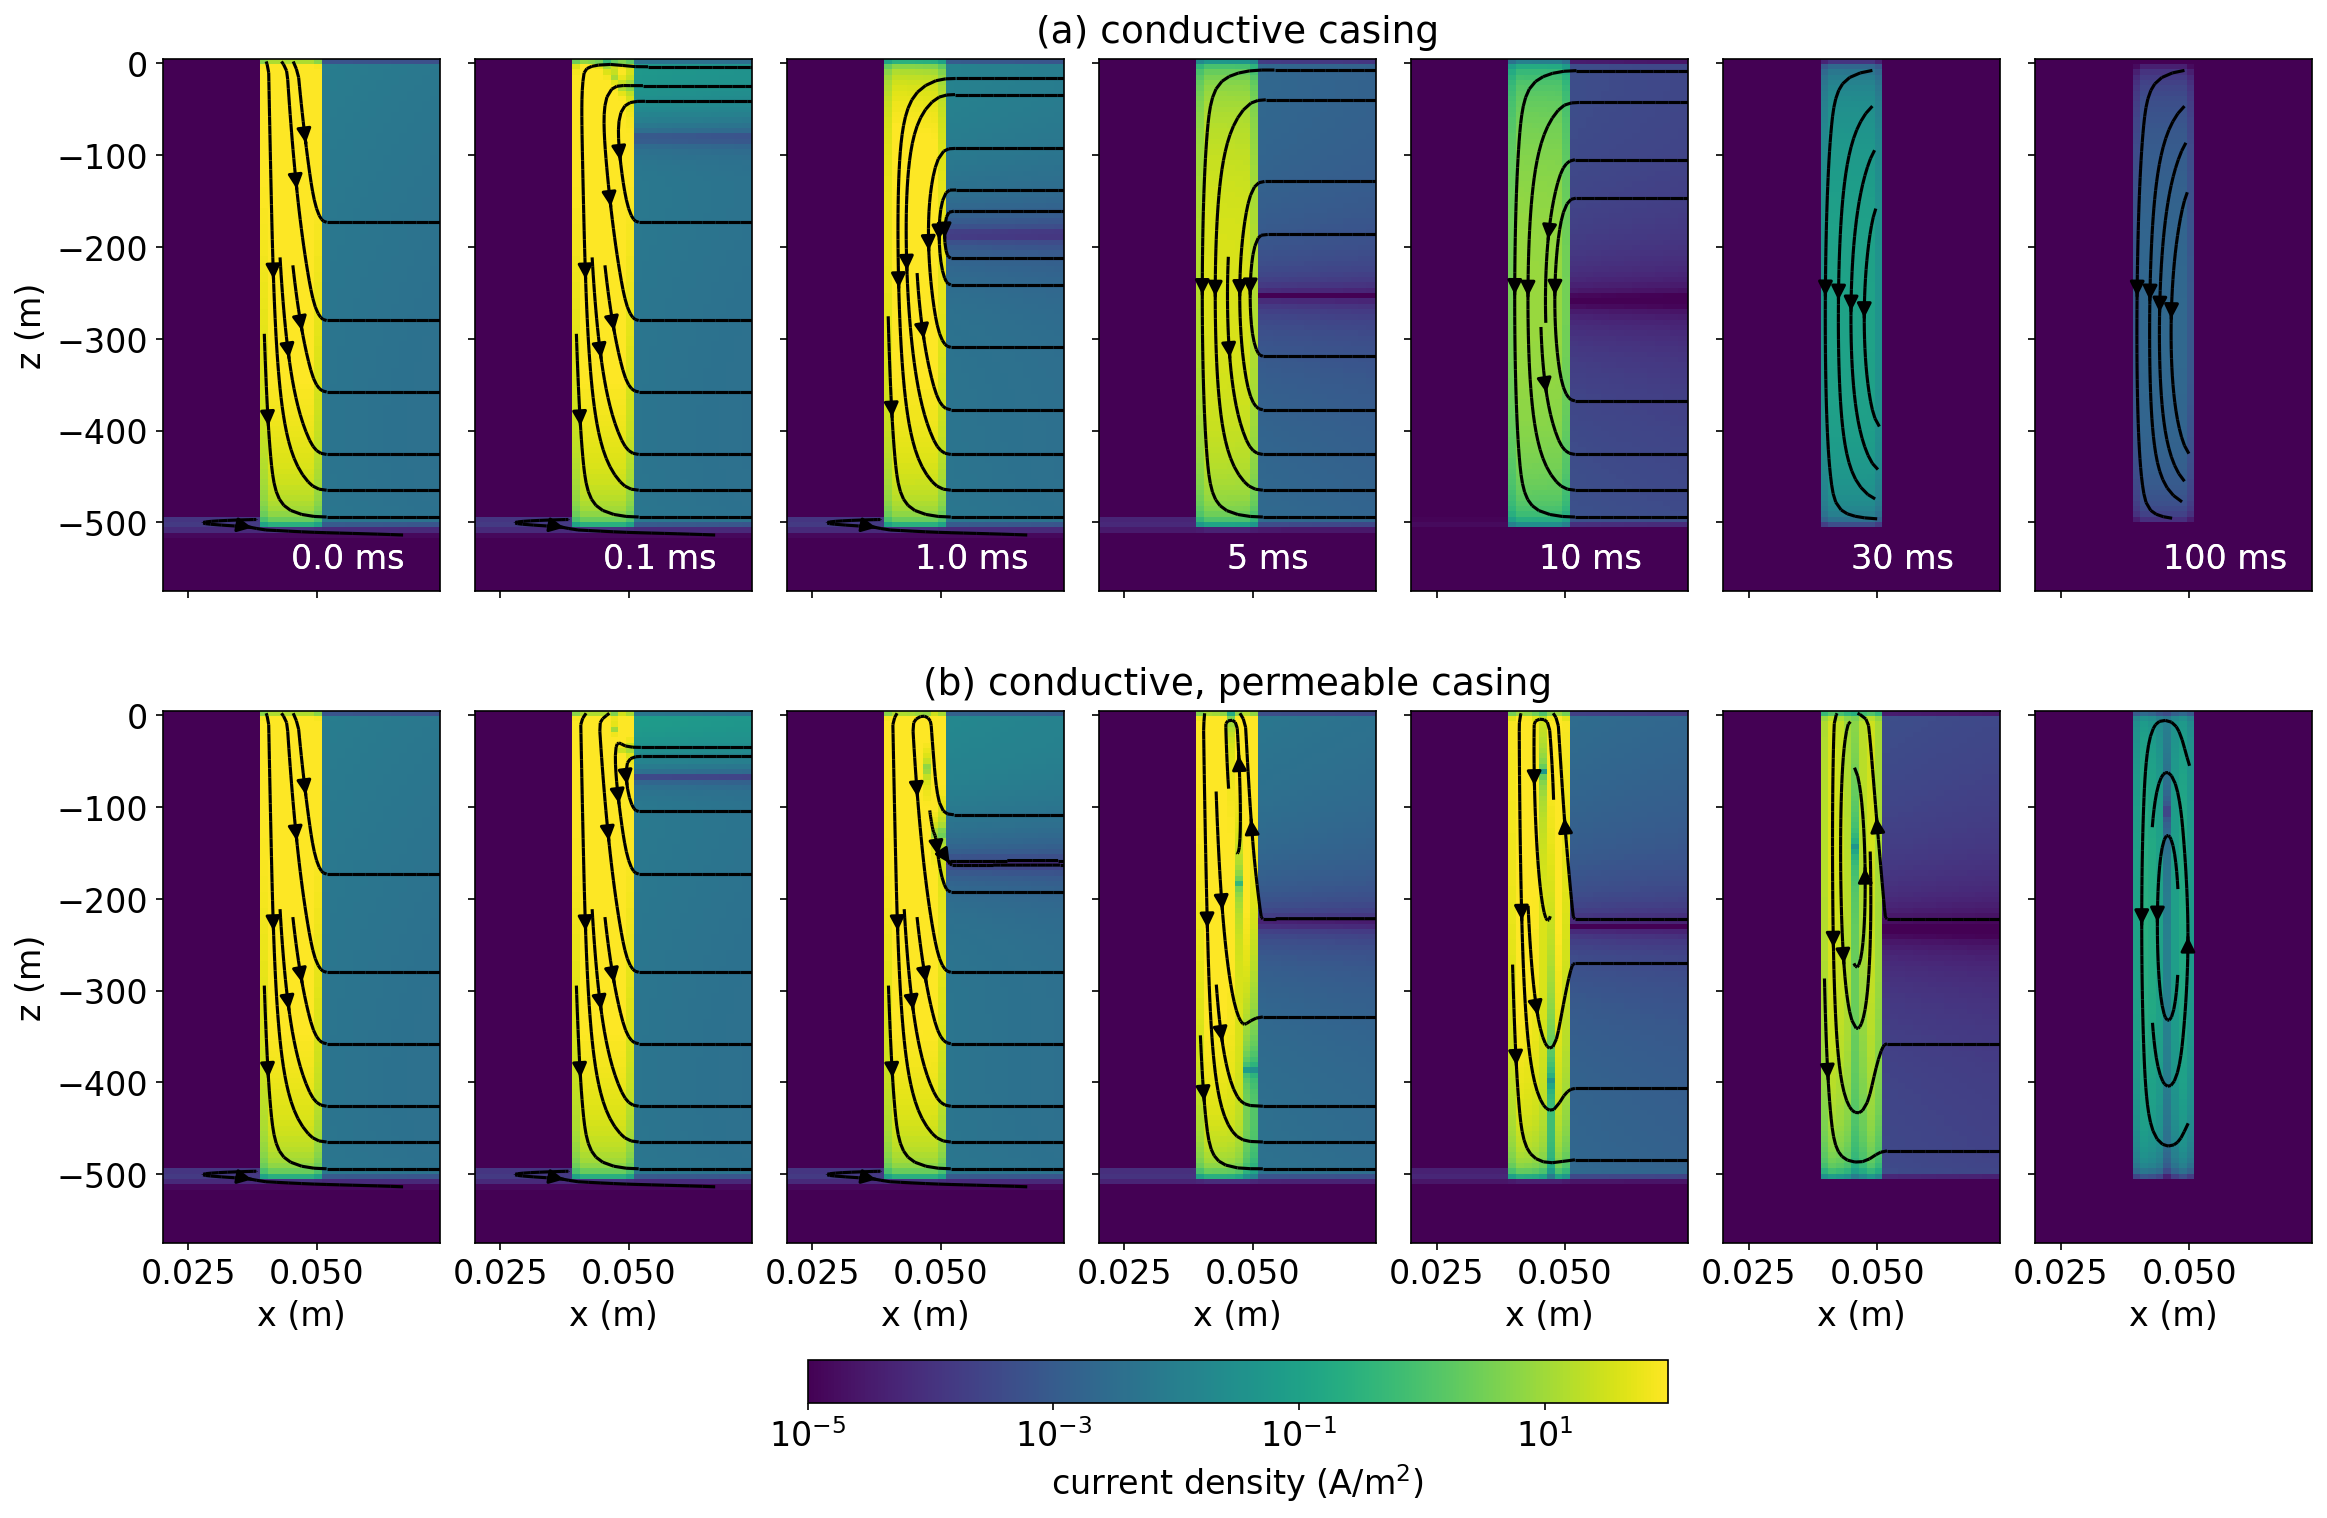 (a) conductive casing
0
−100
−200
−300
−400
−500
z (m)
0.0 ms
0.1 ms
1.0 ms
5 ms
10 ms
30 ms
100 ms
(b) conductive, permeable casing
0
−100
−200
−300
−400
−500
z (m)
0.025 0.050 0.025 0.050 0.025 0.050 0.025 0.050 0.025 0.050 0.025 0.050 0.025 0.050
x (m) x (m) x (m) x (m) x (m) x (m) x (m)
10⁻⁵ 10⁻³ 10⁻¹ 10¹
current density (A/m²)